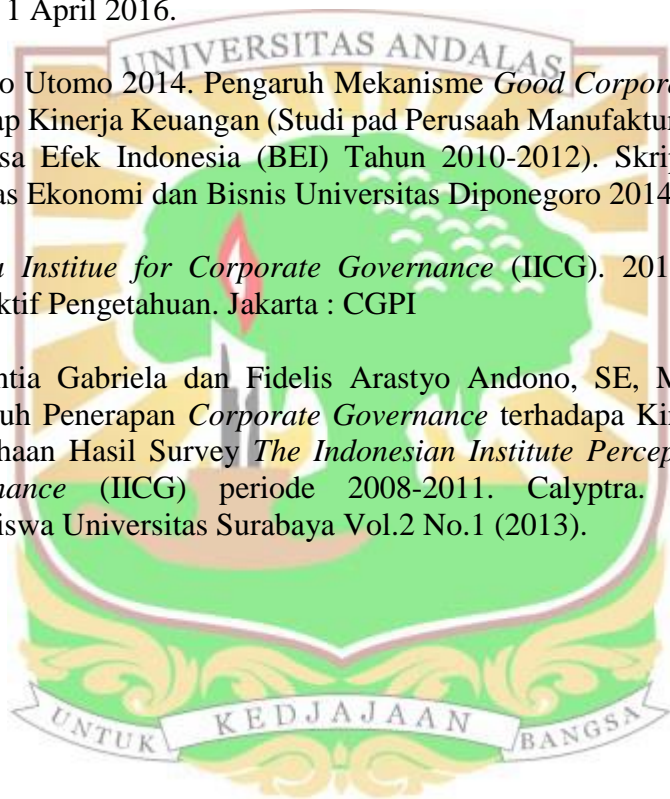 1 April 2016.
UNIVERSITAS ANDALAS
o Utomo 2014. Pengaruh Mekanisme Good Corpora
ap Kinerja Keuangan (Studi pad Perusaah Manufaktur
sa Efek Indonesia (BEI) Tahun 2010-2012). Skrip
as Ekonomi dan Bisnis Universitas Diponegoro 2014
Institue for Corporate Governance (IICG). 201
ktif Pengetahuan. Jakarta : CGPI
ntia Gabriela dan Fidelis Arastyo Andono, SE, M
uh Penerapan Corporate Governance terhadapa Kin
haan Hasil Survey The Indonesian Institute Percep
nance (IICG) periode 2008-2011. Calyptra.
iswa Universitas Surabaya Vol.2 No.1 (2013).
UNTUK KEDJAJAAN BANGSA